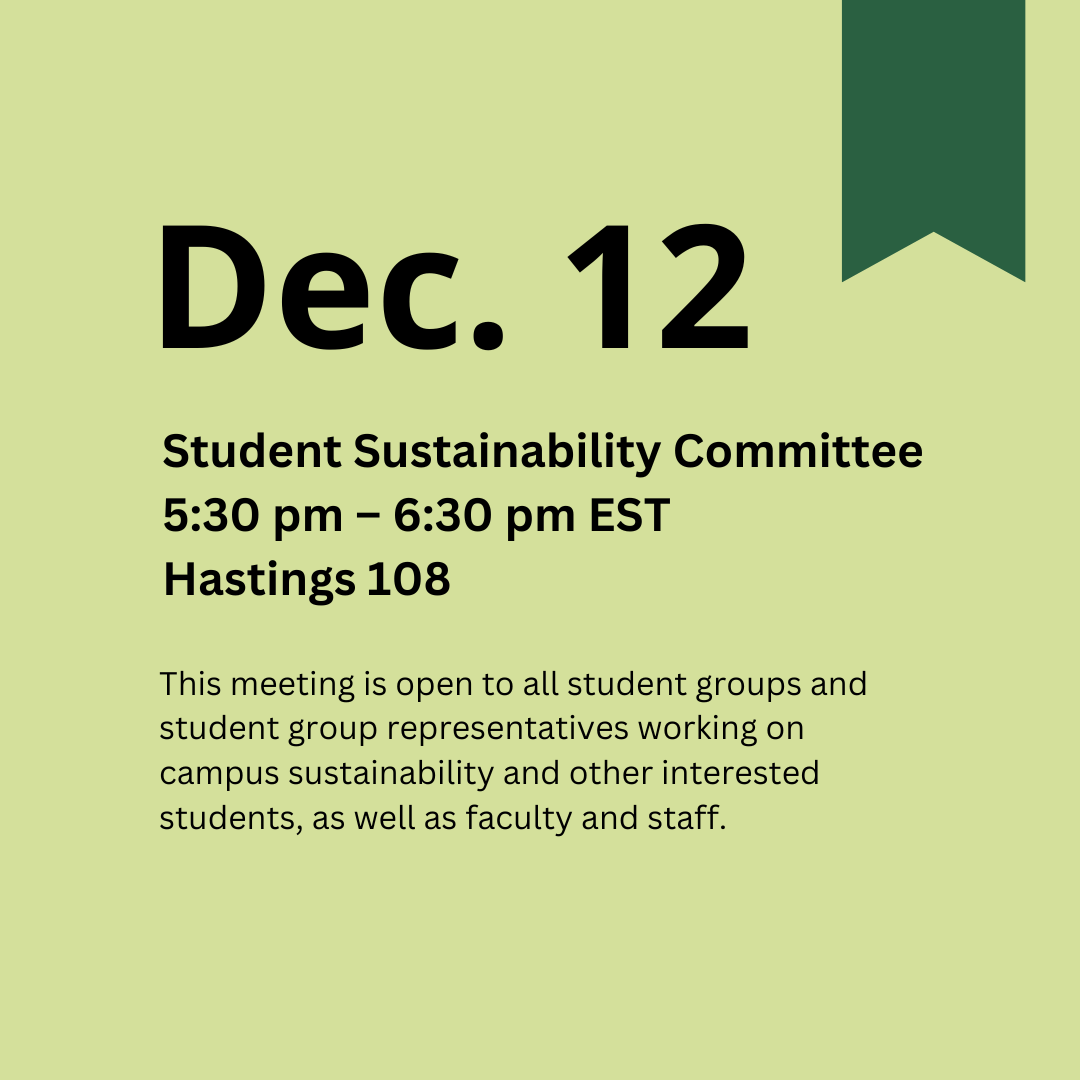 Dec. 12
Student Sustainability Committee
5:30 pm – 6:30 pm EST
Hastings 108
This meeting is open to all student groups and
student group representatives working on
campus sustainability and other interested
students, as well as faculty and staff.